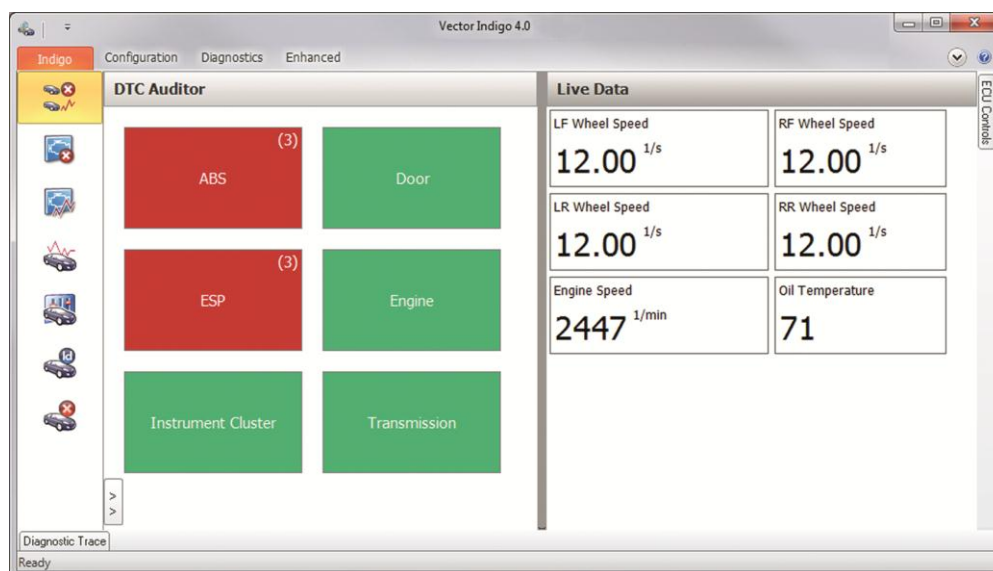 Vector Indigo 4.0
Indigo Configuration Diagnostics Enhanced
DTC Auditor
(3)
ABS
Door
(3)
ESP
Engine
Instrument Cluster
Transmission
>
>
Live Data
LF Wheel Speed
12.00 1/s
RF Wheel Speed
12.00 1/s
LR Wheel Speed
12.00 1/s
RR Wheel Speed
12.00 1/s
Engine Speed
2447 1/min
Oil Temperature
71
ECU Controls
Diagnostic Trace
Ready